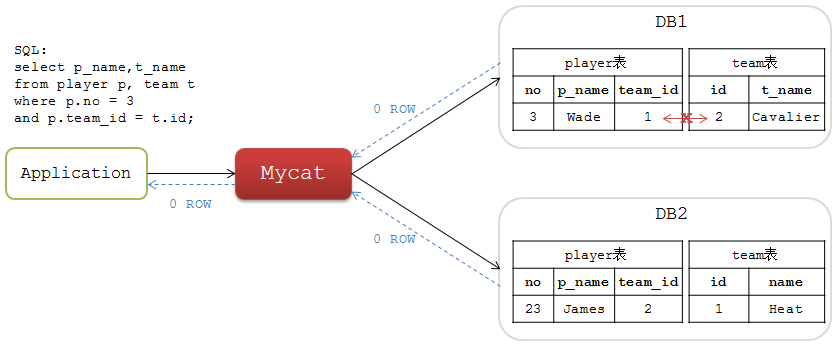 SQL:
select p_name,t_name
from player p, team t
where p.no = 3
and p.team_id = t.id;
Application
Mycat
0 ROW
0 ROW
0 ROW
DB1
player表 team表
no p_name team_id id t_name
3 Wade 1 2 Cavalier
DB2
player表 team表
no p_name team_id id name
23 James 2 1 Heat